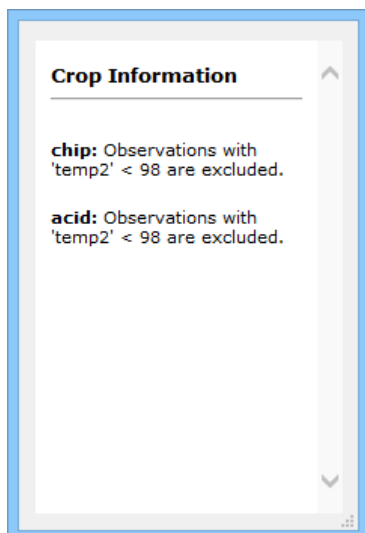 Crop Information
chip: Observations with
'temp2' < 98 are excluded.
acid: Observations with
'temp2' < 98 are excluded.